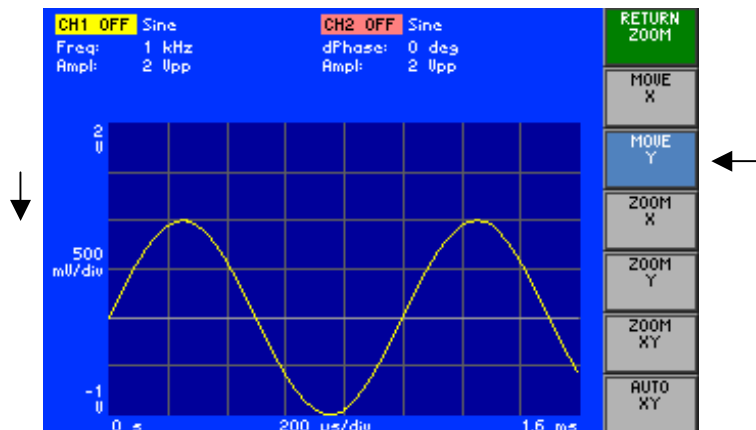 CH1 OFF Sine
Freq: 1 kHz
Ampl: 2 Vpp
CH2 OFF Sine
dPhase: 0 deg
Ampl: 2 Vpp
2
V
500
mV/div
-1
V
0 s
200 us/div
1.6 ms
RETURN
ZOOM
MOVE
X
MOVE
Y
ZOOM
X
ZOOM
Y
ZOOM
XY
AUTO
XY